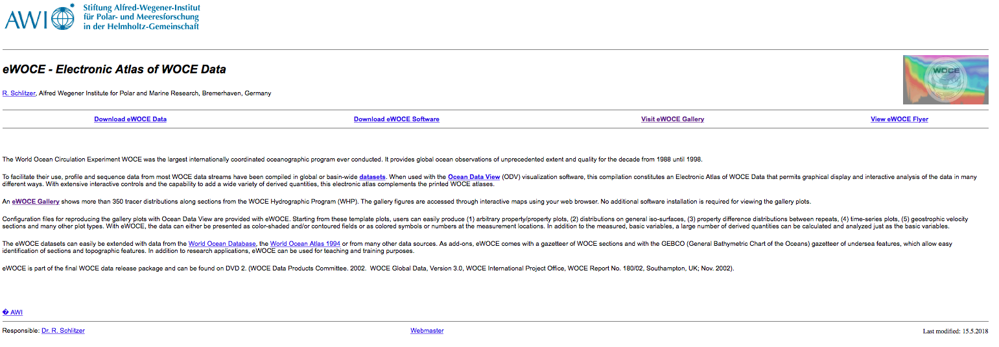 AWI
Stiftung Alfred-Wegener-Institut
für Polar- und Meeresforschung
in der Helmholtz-Gemeinschaft
eWOCE - Electronic Atlas of WOCE Data
WOCE
R. Schlitzer, Alfred Wegener Institute for Polar and Marine Research, Bremerhaven, Germany
Download eWOCE Data Download eWOCE Software Visit eWOCE Gallery View eWOCE Flyer
The World Ocean Circulation Experiment WOCE was the largest internationally coordinated oceanographic program ever conducted. It provides global ocean observations of unprecedented extent and quality for the decade from 1988 until 1998.
To facilitate their use, profile and sequence data from most WOCE data streams have been compiled in global or basin-wide datasets. When used with the Ocean Data View (ODV) visualization software, this compilation constitutes an Electronic Atlas of WOCE Data that permits graphical display and interactive analysis of the data in many
different ways. With extensive interactive controls and the capability to add a wide variety of derived quantities, this electronic atlas complements the printed WOCE atlases.
An eWOCE Gallery shows more than 350 tracer distributions along sections from the WOCE Hydrographic Program (WHP). The gallery figures are accessed through interactive maps using your web browser. No additional software installation is required for viewing the gallery plots.
Configuration files for reproducing the gallery plots with Ocean Data View are provided with eWOCE. Starting from these template plots, users can easily produce (1) arbitrary property/property plots, (2) distributions on general iso-surfaces, (3) property difference distributions between repeats, (4) time-series plots, (5) geostrophic velocity
sections and many other plot types. With eWOCE, the data can either be presented as color-shaded and/or contoured fields or as colored symbols or numbers at the measurement locations. In addition to the measured, basic variables, a large number of derived quantities can be calculated and analyzed just as the basic variables.
The eWOCE datasets can easily be extended with data from the World Ocean Database, the World Ocean Atlas 1994 or from many other data sources. As add-ons, eWOCE comes with a gazetteer of WOCE sections and with the GEBCO (General Bathymetric Chart of the Oceans) gazetteer of undersea features, which allow easy
identification of sections and topographic features. In addition to research applications, eWOCE can be used for teaching and training purposes.
eWOCE is part of the final WOCE data release package and can be found on DVD 2. (WOCE Data Products Committee. 2002. WOCE Global Data, Version 3.0, WOCE International Project Office, WOCE Report No. 180/02, Southampton, UK; Nov. 2002).
� AWI
Responsible: Dr. R. Schlitzer Webmaster Last modified: 15.5.2018